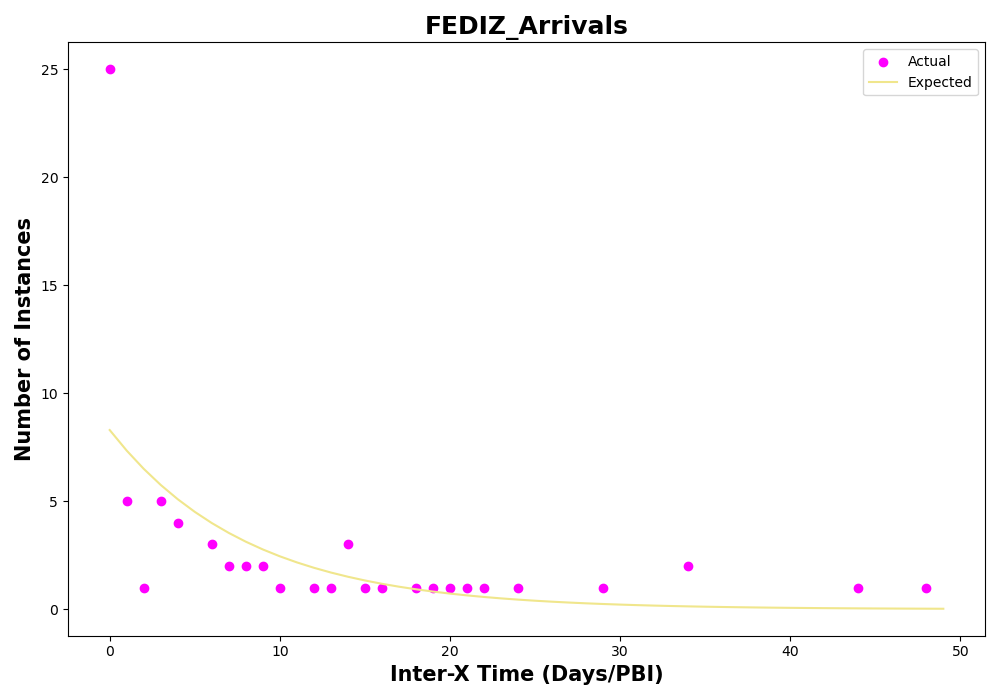 FEDIZ_Arrivals
Actual
Expected
Number of Instances
25
20
15
10
5
0
0 10 20 30 40 50
Inter-X Time (Days/PBI)